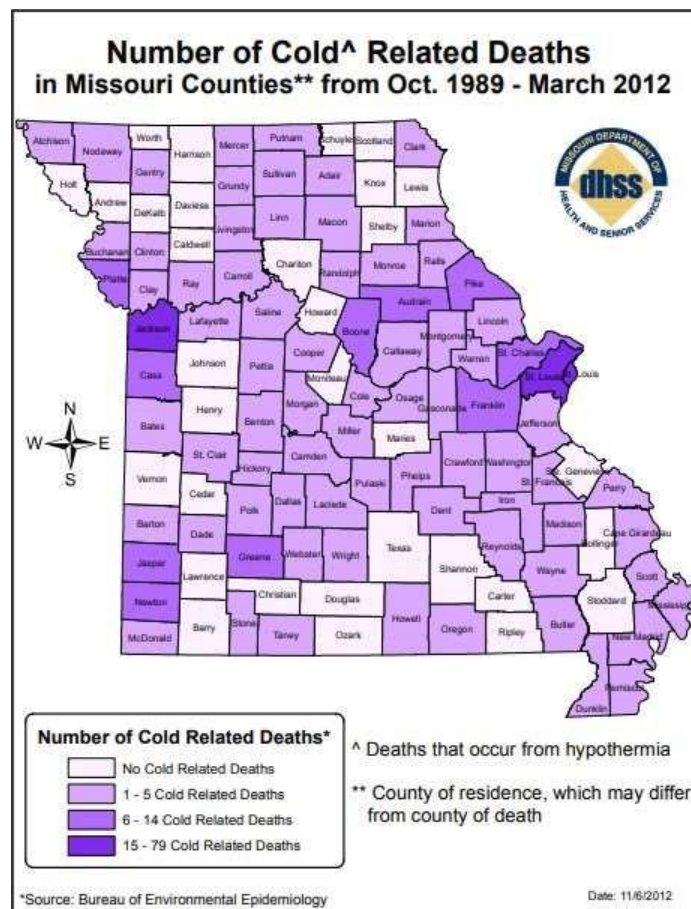 Number of Cold^ Related Deaths
in Missouri Counties** from Oct. 1989 - March 2012
MISSOURI DEPARTMENT OF
dhss
HEALTH AND SENIOR SERVICES
Atchison
Nodaway
Worth
Harrison
Mercer
Putnam
Schuyler
Scotland
Clark
Gentry
Sullivan
Adair
Knox
Lewis
Holt
Andrew
DeKalb
Daviess
Grundy
Linn
Macon
Shelby
Marion
Livingston
Buchanan
Clinton
Caldwell
Chariton
Randolph
Monroe
Ralls
Platte
Clay
Ray
Carroll
Audrain
Pike
Saline
Howard
Boone
Jackson
Lafayette
Cooper
Callaway
Montgomery
Lincoln
Warren
St. Charles
St. Louis
St. Louis
Cass
Johnson
Pettis
Moniteau
Cole
Osage
Gasconade
Franklin
Jefferson
Henry
Benton
Morgan
Miller
Maries
Bates
St. Clair
Hickory
Camden
Pulaski
Phelps
Crawford
Washington
St. Francois
Ste. Genevieve
Perry
Vernon
Cedar
Polk
Dallas
Laclede
Dent
Iron
Madison
Bollinger
Cape Girardeau
Barton
Dade
Greene
Webster
Wright
Texas
Shannon
Reynolds
Wayne
Scott
Jasper
Lawrence
Christian
Douglas
Carter
Stoddard
Mississippi
Newton
Barry
Stone
Taney
Ozark
Howell
Oregon
Ripley
Butler
New Madrid
McDonald
Dunklin
Pemiscot
N
W E
S
Number of Cold Related Deaths*
No Cold Related Deaths
1 - 5 Cold Related Deaths
6 - 14 Cold Related Deaths
15 - 79 Cold Related Deaths
^ Deaths that occur from hypothermia
** County of residence, which may differ
from county of death
*Source: Bureau of Environmental Epidemiology
Date: 11/6/2012